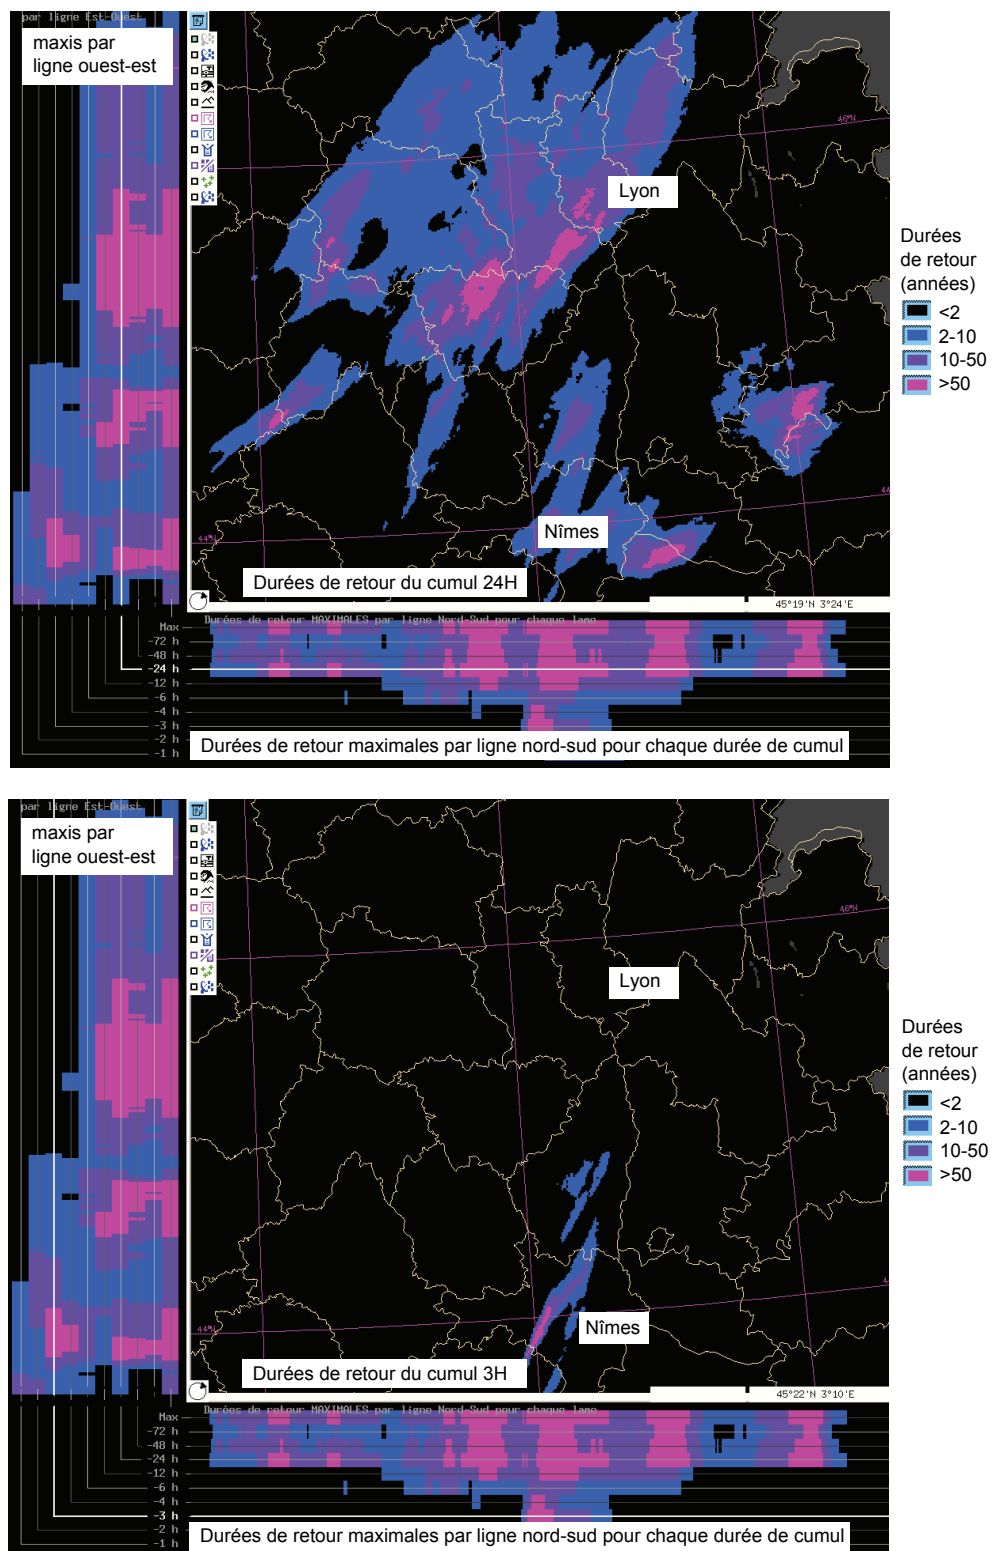 par ligne Est-Ouest
maxis par
ligne ouest-est
46°N
Lyon
Durées
de retour
(années)
<2
2-10
10-50
>50
44°N
44
Nîmes
Durées de retour du cumul 24H
45°19'N 3°24'E
Durées de retour MAXIMALES par ligne Nord-Sud pour chaque lame
Max
-72 h
-48 h
-24 h
-12 h
-6 h
-4 h
-3 h
-2 h
-1 h
Durées de retour maximales par ligne nord-sud pour chaque durée de cumul
par ligne Est-Ouest
maxis par
ligne ouest-est
46°N
Lyon
Durées
de retour
(années)
<2
2-10
10-50
>50
44°N
4
Nîmes
Durées de retour du cumul 3H
45°22'N 3°10'E
Durées de retour MAXIMALES par ligne Nord-Sud pour chaque lame
Max
-72 h
-48 h
-24 h
-12 h
-6 h
-4 h
-3 h
-2 h
-1 h
Durées de retour maximales par ligne nord-sud pour chaque durée de cumul